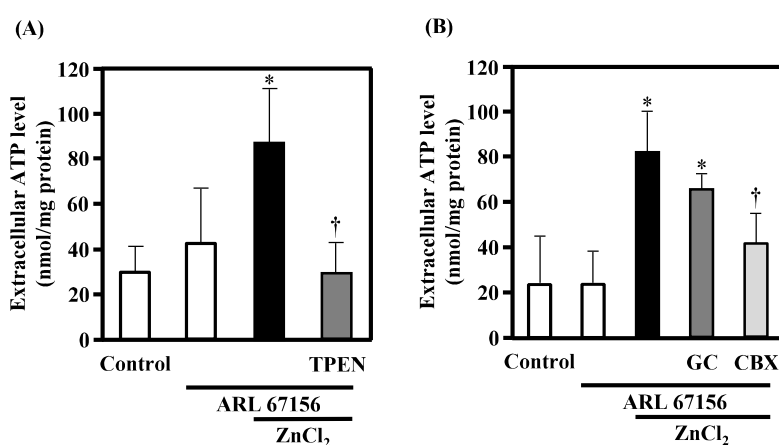 (A)
Extracellular ATP level
(nmol/mg protein)
120
100
80
60
40
20
0
*
†
Control
TPEN
ARL 67156
ZnCl₂
(B)
Extracellular ATP level
(nmol/mg protein)
120
100
80
60
40
20
0
*
*
†
Control
GC
CBX
ARL 67156
ZnCl₂